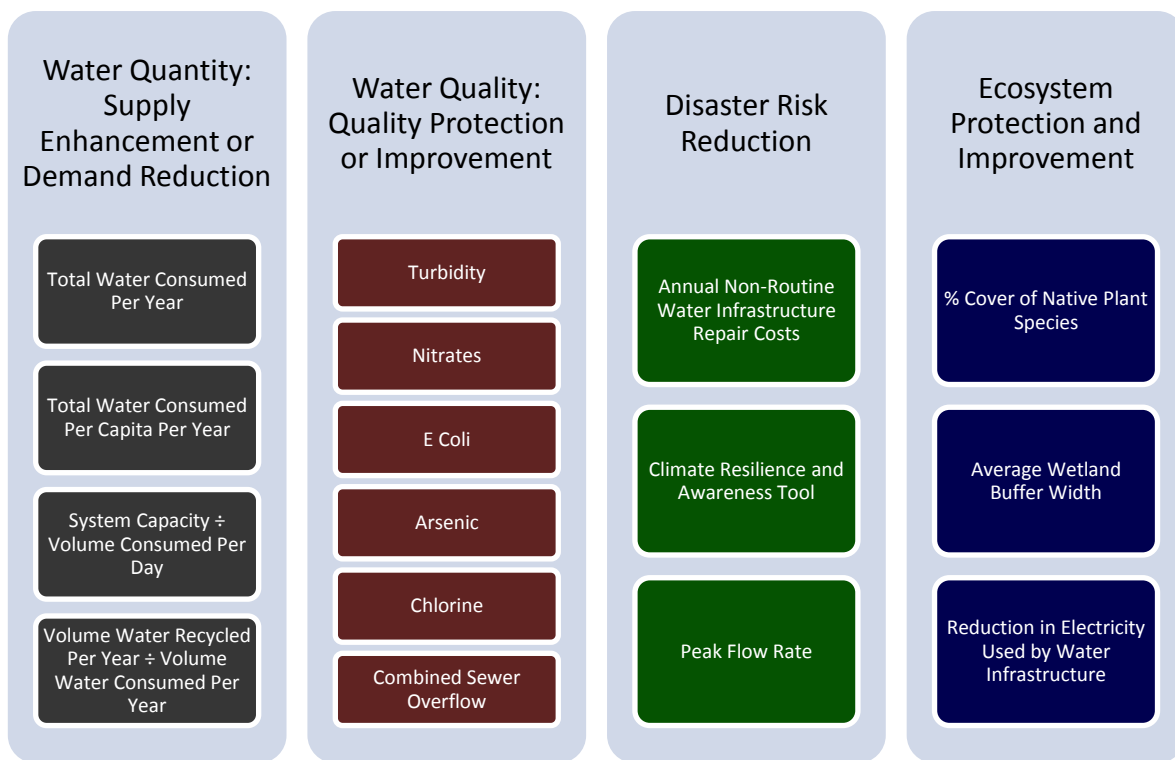 Water Quantity:
Supply
Enhancement or
Demand Reduction
Total Water Consumed
Per Year
Total Water Consumed
Per Capita Per Year
System Capacity ÷
Volume Consumed Per
Day
Volume Water Recycled
Per Year ÷ Volume
Water Consumed Per
Year
Water Quality:
Quality Protection
or Improvement
Turbidity
Nitrates
E Coli
Arsenic
Chlorine
Combined Sewer
Overflow
Disaster Risk
Reduction
Annual Non-Routine
Water Infrastructure
Repair Costs
Climate Resilience and
Awareness Tool
Peak Flow Rate
Ecosystem
Protection and
Improvement
% Cover of Native Plant
Species
Average Wetland
Buffer Width
Reduction in Electricity
Used by Water
Infrastructure